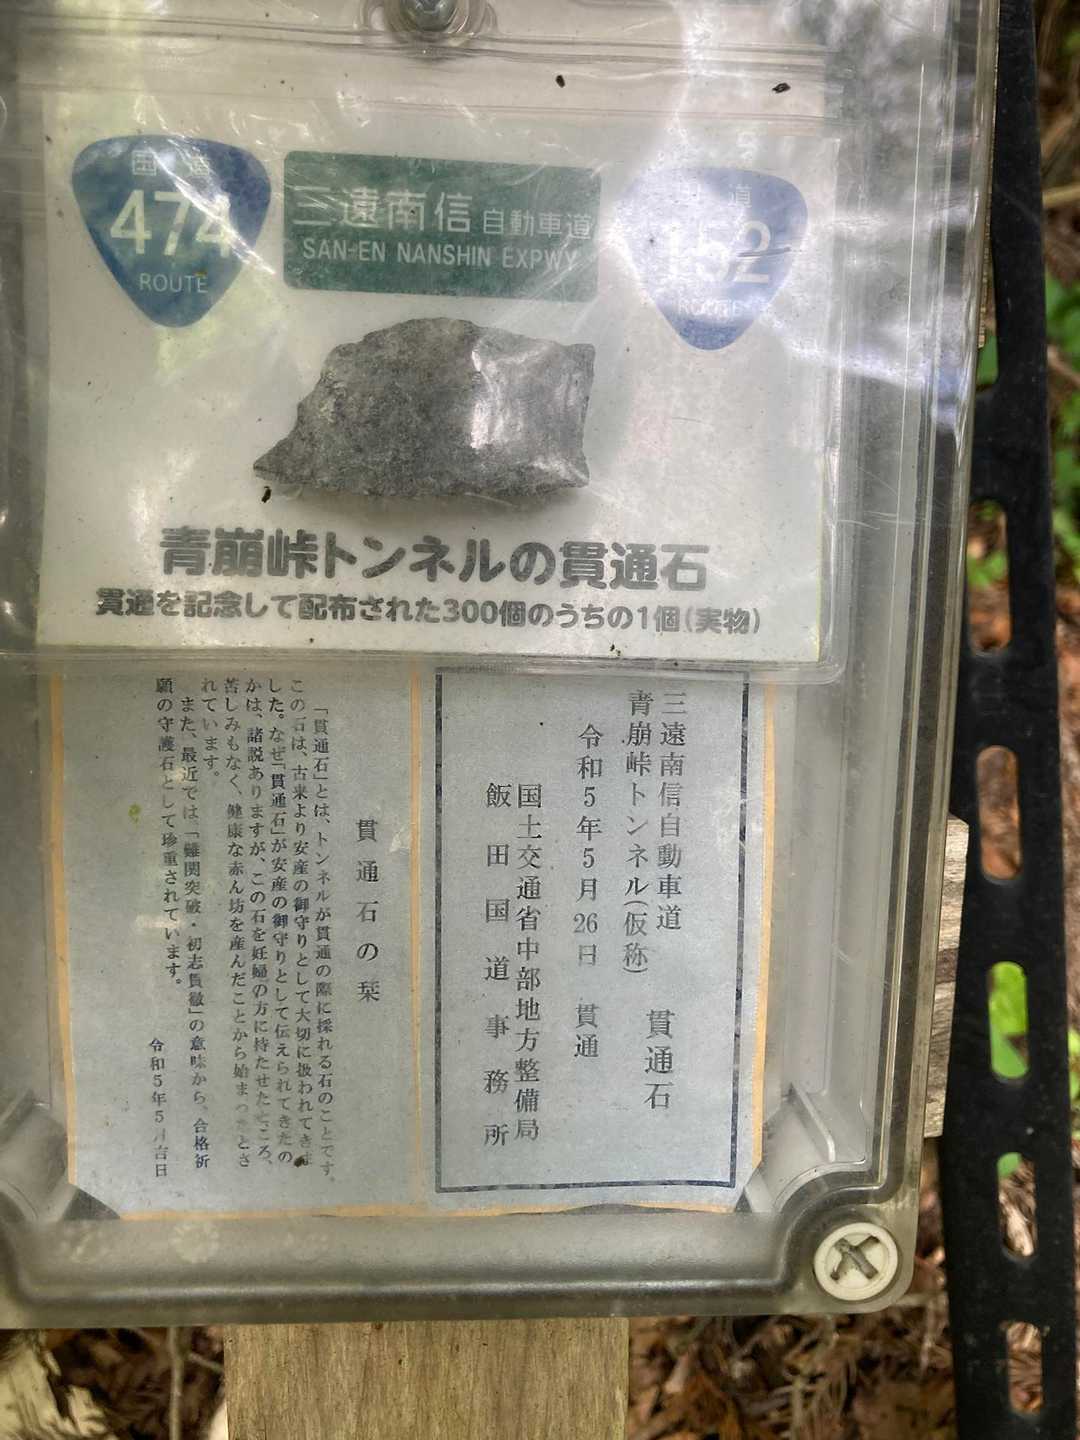 国道
474
ROUTE
三遠南信 自動車道
SAN-EN NANSHIN EXPWY
国道
152
ROUTE
青崩峠トンネルの貫通石
貫通を記念して配布された300個のうちの1個(実物)
三遠南信自動車道
青崩峠トンネル(仮称) 貫通石
令和5年5月26日 貫通
国土交通省中部地方整備局
飯田国道事務所
貫通石の栞
「貫通石」とは、トンネルが貫通の際に採れる石のことです。
この石は、古来より安産の御守りとして大切に扱われてきま
した。なぜ「貫通石」が安産の御守りとして伝えられてきたの
かは、諸説ありますが、この石を妊婦の方に持たせたところ、
苦しみもなく、健康な赤ん坊を産んだことから始まったとさ
れています。
また、最近では、「難関突破・初志貫徹」の意味から、合格祈
願の守護石として珍重されています。
令和5年5月吉日